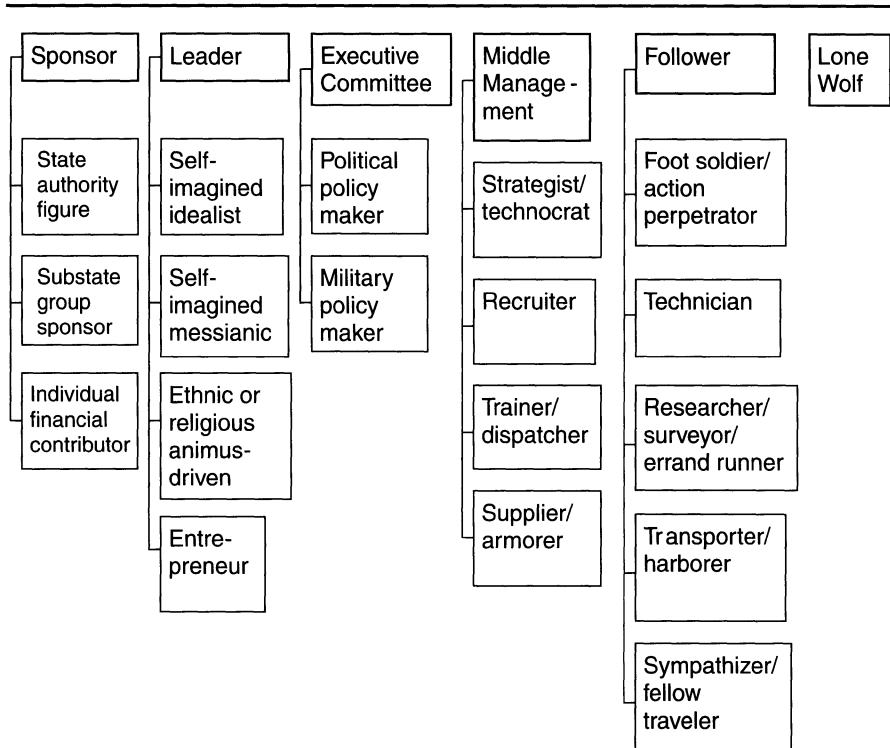 Sponsor
State
authority
figure
Substate
group
sponsor
Individual
financial
contributor
Leader
Self-
imagined
idealist
Self-
imagined
messianic
Ethnic or
religious
animus-
driven
Entre-
preneur
Executive
Committee
Political
policy
maker
Military
policy
maker
Middle
Manage-
ment
Strategist/
technocrat
Recruiter
Trainer/
dispatcher
Supplier/
armorer
Follower
Foot soldier/
action
perpetrator
Technician
Researcher/
surveyor/
errand runner
Transporter/
harborer
Sympathizer/
fellow
traveler
Lone
Wolf